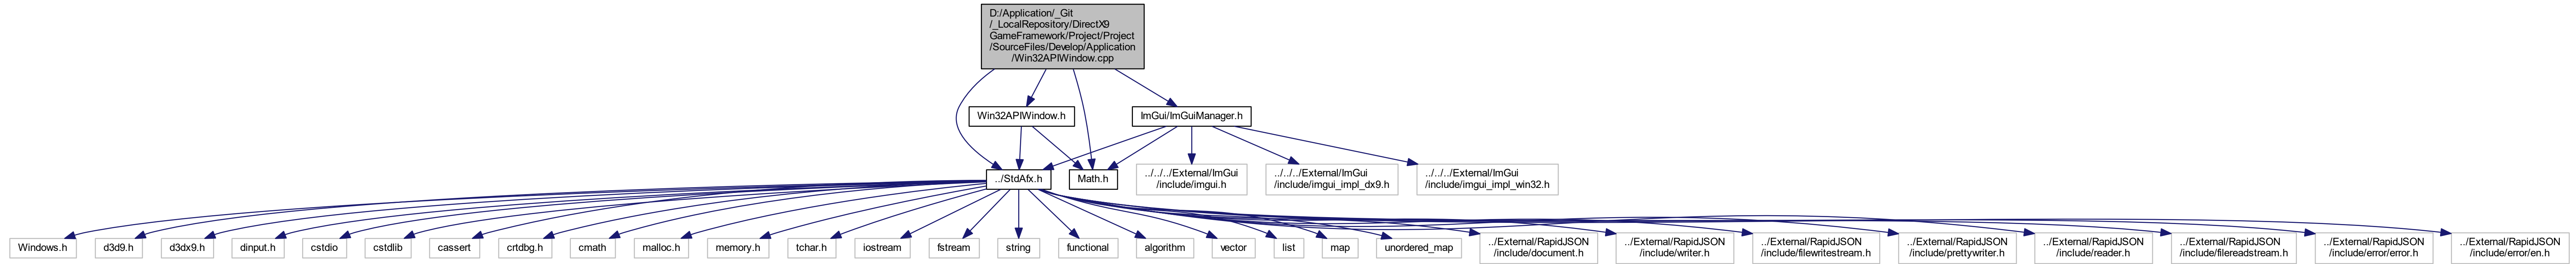 D:/Application/_Git
/_LocalRepository/DirectX9
GameFramework/Project/Project
/SourceFiles/Develop/Application
/Win32APIWindow.cpp
Win32APIWindow.h
ImGui/ImGuiManager.h
../StdAfx.h
Math.h
../../../External/ImGui
/include/imgui.h
../../../External/ImGui
/include/imgui_impl_dx9.h
../../../External/ImGui
/include/imgui_impl_win32.h
Windows.h
d3d9.h
d3dx9.h
dinput.h
cstdio
cstdlib
cassert
crtdbg.h
cmath
malloc.h
memory.h
tchar.h
iostream
fstream
string
functional
algorithm
vector
list
map
unordered_map
../External/RapidJSON
/include/document.h
../External/RapidJSON
/include/writer.h
../External/RapidJSON
/include/filewritestream.h
../External/RapidJSON
/include/prettywriter.h
../External/RapidJSON
/include/reader.h
../External/RapidJSON
/include/filereadstream.h
../External/RapidJSON
/include/error/error.h
../External/RapidJSON
/include/error/en.h